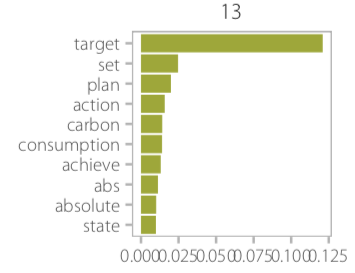 13
target
set
plan
action
carbon
consumption
achieve
abs
absolute
state
0.000 0.025 0.050 0.075 0.100 0.125